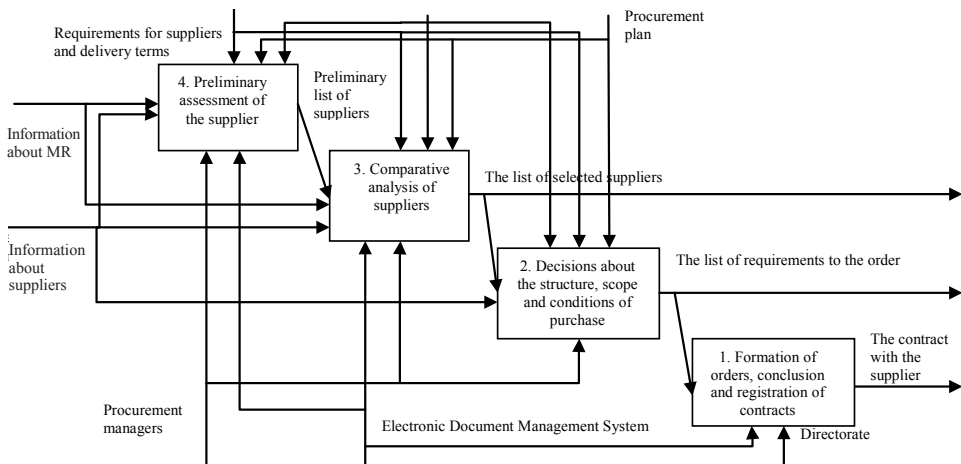 Requirements for suppliers
and delivery terms
Procurement
plan
4. Preliminary
assessment of
the supplier
Preliminary
list of
suppliers
Information
about MR
3. Comparative
analysis of
suppliers
The list of selected suppliers
Information
about
suppliers
2. Decisions about
the structure, scope
and conditions of
purchase
The list of requirements to the order
1. Formation of
orders, conclusion
and registration of
contracts
The contract
with the
supplier
Procurement
managers
Electronic Document Management System
Directorate